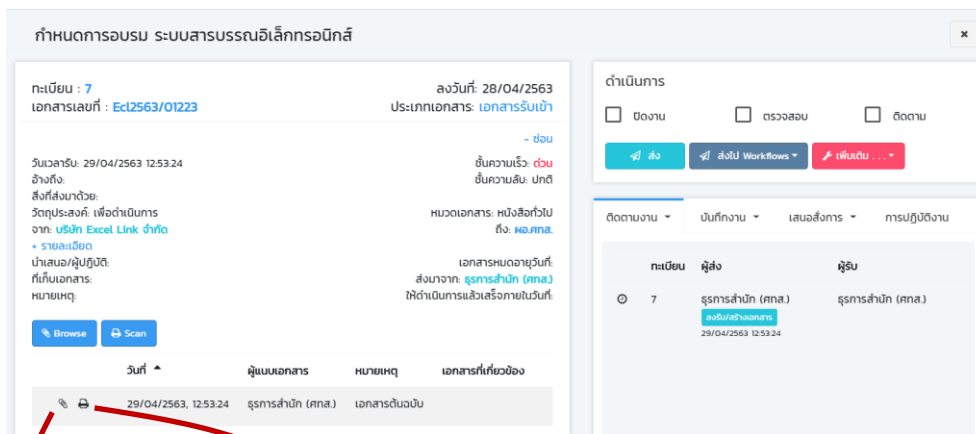 กำหนดการอบรม ระบบสารบรรณอิเล็กทรอนิกส์
×
ทะเบียน : 7
ลงวันที่: 28/04/2563
เอกสารเลขที่ : Ecl2563/01223
ประเภทเอกสาร: เอกสารรับเข้า
- ซ่อน
วันเวลารับ: 29/04/2563 12:53:24
ชั้นความเร็ว: ด่วน
อ้างถึง:
ชั้นความลับ: ปกติ
สิ่งที่ส่งมาด้วย:
วัตถุประสงค์: เพื่อดำเนินการ
หมวดเอกสาร: หนังสือทั่วไป
จาก: บริษัท Excel Link จำกัด
ถึง: ผอ.ศทส.
+ รายละเอียด
นำเสนอ/ผู้ปฏิบัติ:
เอกสารหมดอายุวันที่:
ที่เก็บเอกสาร:
ส่งมาจาก: ธุรการสำนัก (ศทส.)
หมายเหตุ:
ให้ดำเนินการแล้วเสร็จภายในวันที่:
Browse
Scan
วันที่ ผู้แนบเอกสาร หมายเหตุ เอกสารที่เกี่ยวข้อง
29/04/2563, 12:53:24 ธุรการสำนัก (ศทส.) เอกสารต้นฉบับ
ดำเนินการ
ปิดงาน ตรวจสอบ ติดตาม
ส่ง ส่งไป Workflows เพิ่มเติม . . .
ติดตามงาน บันทึกงาน เสนอสั่งการ การปฏิบัติงาน
ทะเบียน ผู้ส่ง ผู้รับ
7 ธุรการสำนัก (ศทส.) ธุรการสำนัก (ศทส.)
ลงรับ/สร้างเอกสาร
29/04/2563 12:53:24